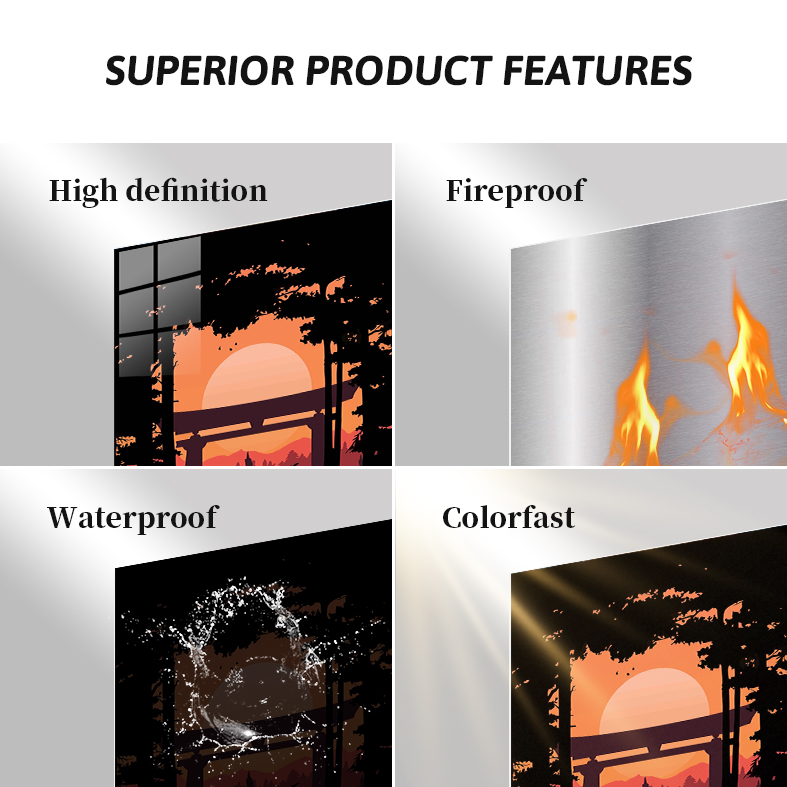 SUPERIOR PRODUCT FEATURES
High definition
Fireproof
Waterproof
Colorfast